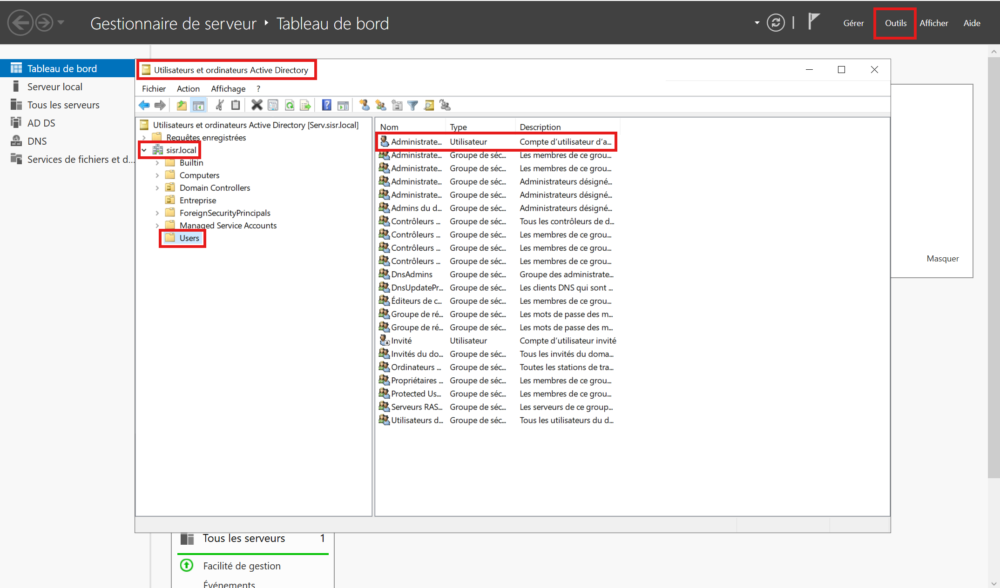 Gestionnaire de serveur ‣ Tableau de bord
Gérer Outils Afficher Aide
Tableau de bord
Serveur local
Tous les serveurs
AD DS
DNS
Services de fichiers et d...
Utilisateurs et ordinateurs Active Directory
Fichier Action Affichage ?
Utilisateurs et ordinateurs Active Directory [Serv.sisr.local]
Requêtes enregistrées
sisr.local
Builtin
Computers
Domain Controllers
Entreprise
ForeignSecurityPrincipals
Managed Service Accounts
Users
Nom Type Description
Administrate... Utilisateur Compte d'utilisateur d'a...
Administrate... Groupe de séc... Les membres de ce grou...
Administrate... Groupe de séc... Les membres de ce grou...
Administrate... Groupe de séc... Administrateurs désigné...
Administrate... Groupe de séc... Administrateurs désigné...
Admins du d... Groupe de séc... Administrateurs désigné...
Contrôleurs ... Groupe de séc... Tous les contrôleurs de d...
Contrôleurs ... Groupe de séc... Les membres de ce grou...
Contrôleurs ... Groupe de séc... Les membres de ce grou...
Contrôleurs ... Groupe de séc... Les membres de ce grou...
DnsAdmins Groupe de séc... Groupe des administrate...
DnsUpdatePr... Groupe de séc... Les clients DNS qui sont ...
Éditeurs de c... Groupe de séc... Les membres de ce grou...
Groupe de ré... Groupe de séc... Les mots de passe des m...
Groupe de ré... Groupe de séc... Les mots de passe des m...
Invité Utilisateur Compte d'utilisateur invité
Invités du do... Groupe de séc... Tous les invités du doma...
Ordinateurs ... Groupe de séc... Toutes les stations de tra...
Propriétaires ... Groupe de séc... Les membres de ce grou...
Protected Us... Groupe de séc... Les membres de ce grou...
Serveurs RAS... Groupe de séc... Les serveurs de ce group...
Utilisateurs d... Groupe de séc... Tous les utilisateurs du d...
Masquer
Tous les serveurs 1
Facilité de gestion
Événements